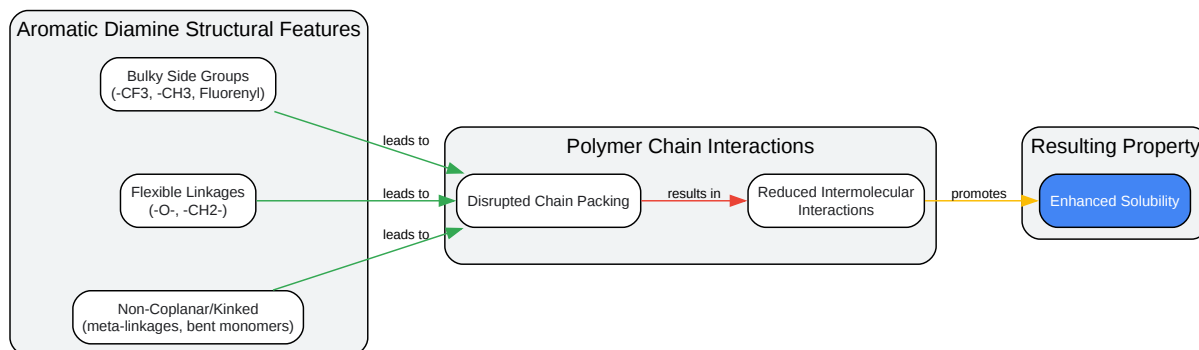 Aromatic Diamine Structural Features
Bulky Side Groups
(-CF3, -CH3, Fluorenyl)
Flexible Linkages
(-O-, -CH2-)
Non-Coplanar/Kinked
(meta-linkages, bent monomers)
leads to
leads to
leads to
Polymer Chain Interactions
Disrupted Chain Packing
results in
Reduced Intermolecular
Interactions
promotes
Resulting Property
Enhanced Solubility